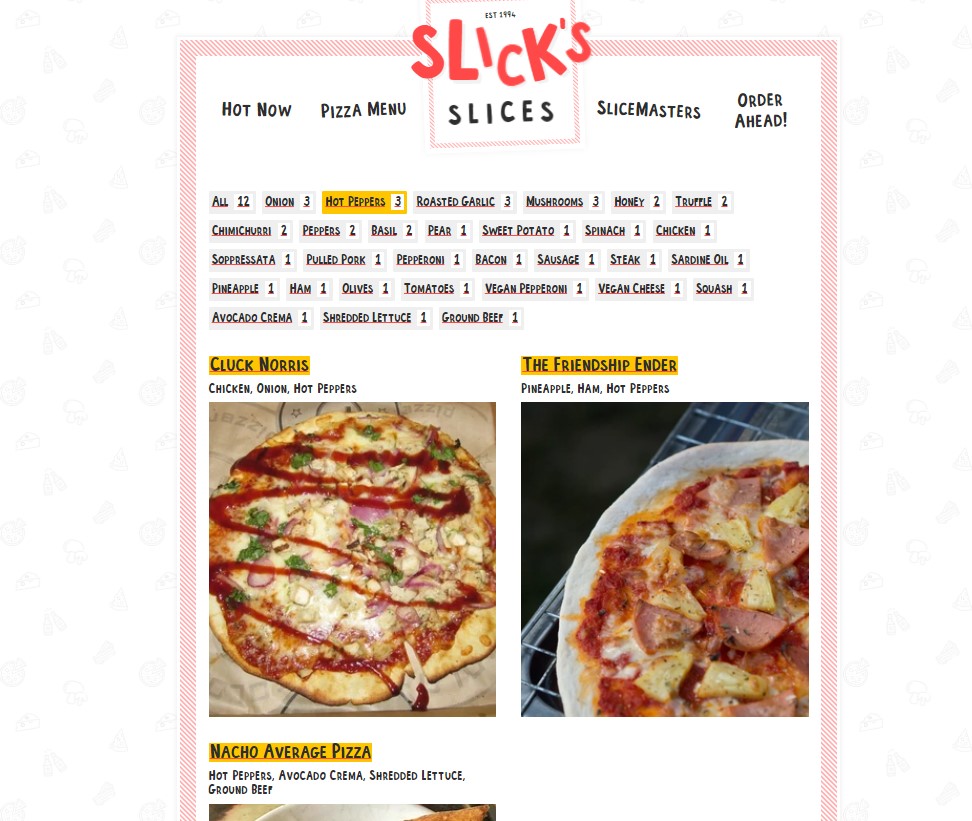 EST 1994
SLICK'S
SLICES
Hot Now Pizza Menu SliceMasters Order Ahead!
All 12 Onion 3 Hot Peppers 3 Roasted Garlic 3 Mushrooms 3 Honey 2 Truffle 2
Chimichurri 2 Peppers 2 Basil 2 Pear 1 Sweet Potato 1 Spinach 1 Chicken 1
Soppressata 1 Pulled Pork 1 Pepperoni 1 Bacon 1 Sausage 1 Steak 1 Sardine Oil 1
Pineapple 1 Ham 1 Olives 1 Tomatoes 1 Vegan Pepperoni 1 Vegan Cheese 1 Squash 1
Avocado Crema 1 Shredded Lettuce 1 Ground Beef 1
Cluck Norris
Chicken, Onion, Hot Peppers
The Friendship Ender
Pineapple, Ham, Hot Peppers
Nacho Average Pizza
Hot Peppers, Avocado Crema, Shredded Lettuce,
Ground Beef